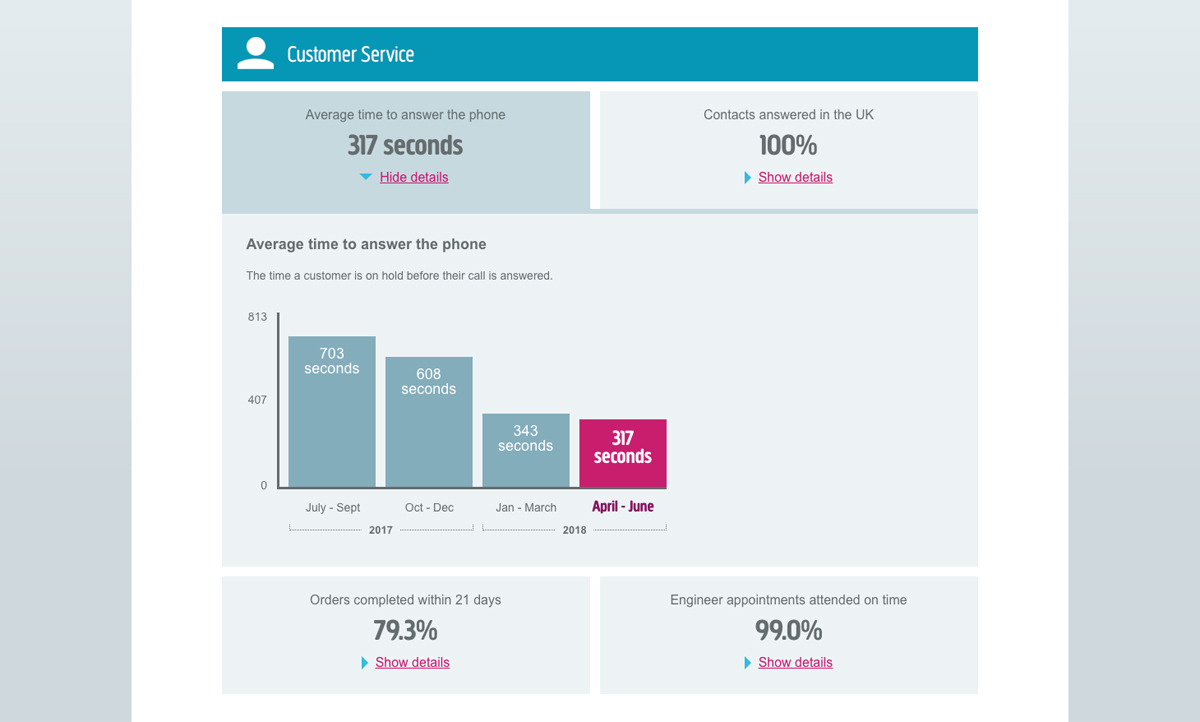 Customer Service
Average time to answer the phone
317 seconds
Hide details
Contacts answered in the UK
100%
Show details
Average time to answer the phone
The time a customer is on hold before their call is answered.
813
407
0
703
seconds
608
seconds
343
seconds
317
seconds
July - Sept
Oct - Dec
Jan - March
April - June
2017
2018
Orders completed within 21 days
79.3%
Show details
Engineer appointments attended on time
99.0%
Show details